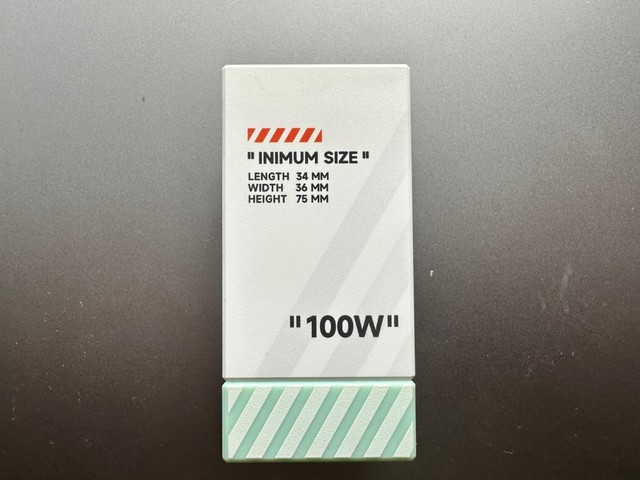 " INIMUM SIZE "
LENGTH 34 MM
WIDTH 36 MM
HEIGHT 75 MM
"100W"